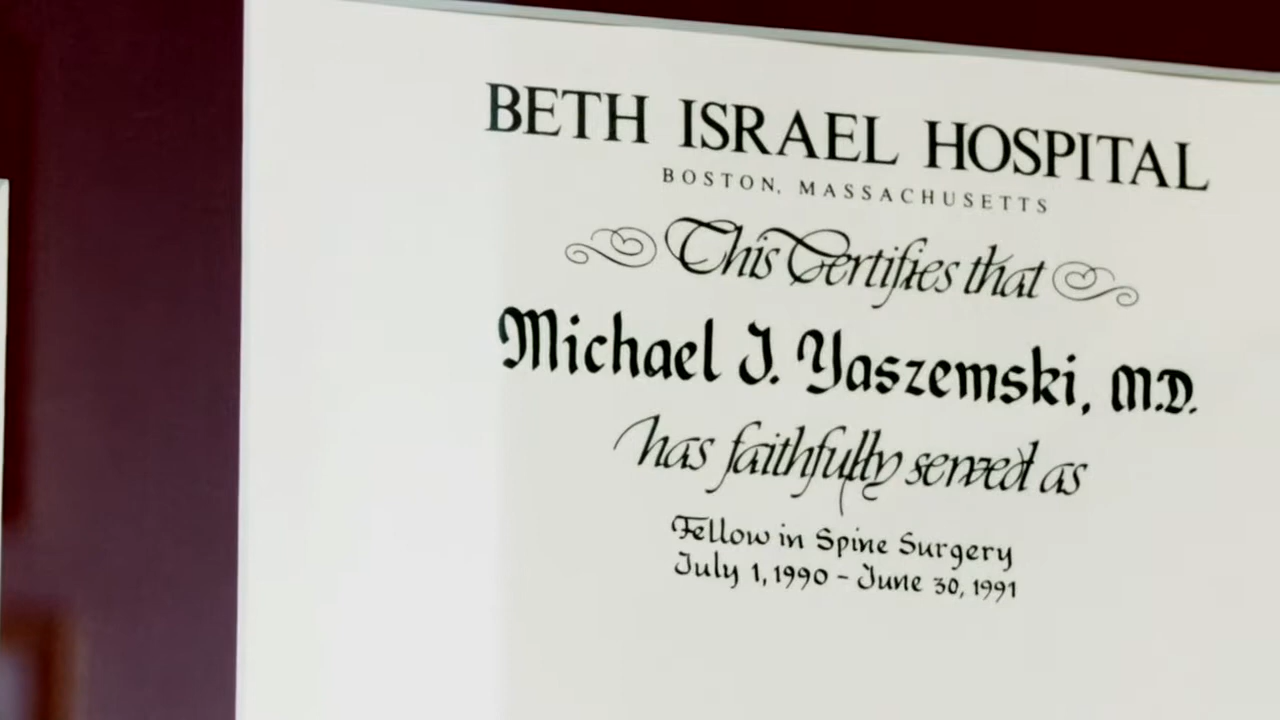 BETH ISRAEL HOSPITAL
BOSTON, MASSACHUSETTS
This Certifies that
Michael J. Yaszemski, M.D.
has faithfully served as
Fellow in Spine Surgery
July 1, 1990 - June 30, 1991